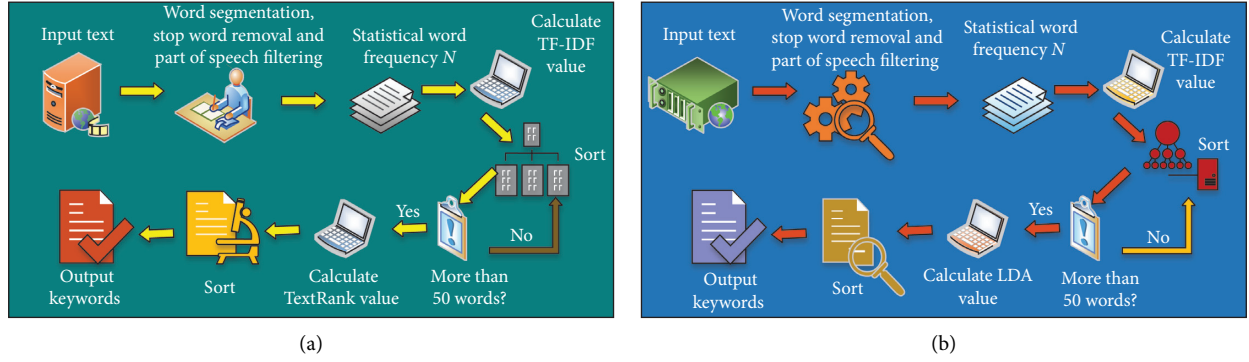 Input text
Word segmentation,
stop word removal and
part of speech filtering
Statistical word
frequency N
Calculate
TF-IDF value
Sort
Yes
No
More than
50 words?
Calculate
TextRank value
Sort
Output
keywords
(a)
Input text
Word segmentation,
stop word removal and
part of speech filtering
Statistical word
frequency N
Calculate
TF-IDF
value
Sort
Yes
No
More than
50 words?
Calculate LDA
value
Sort
Output
keywords
(b)